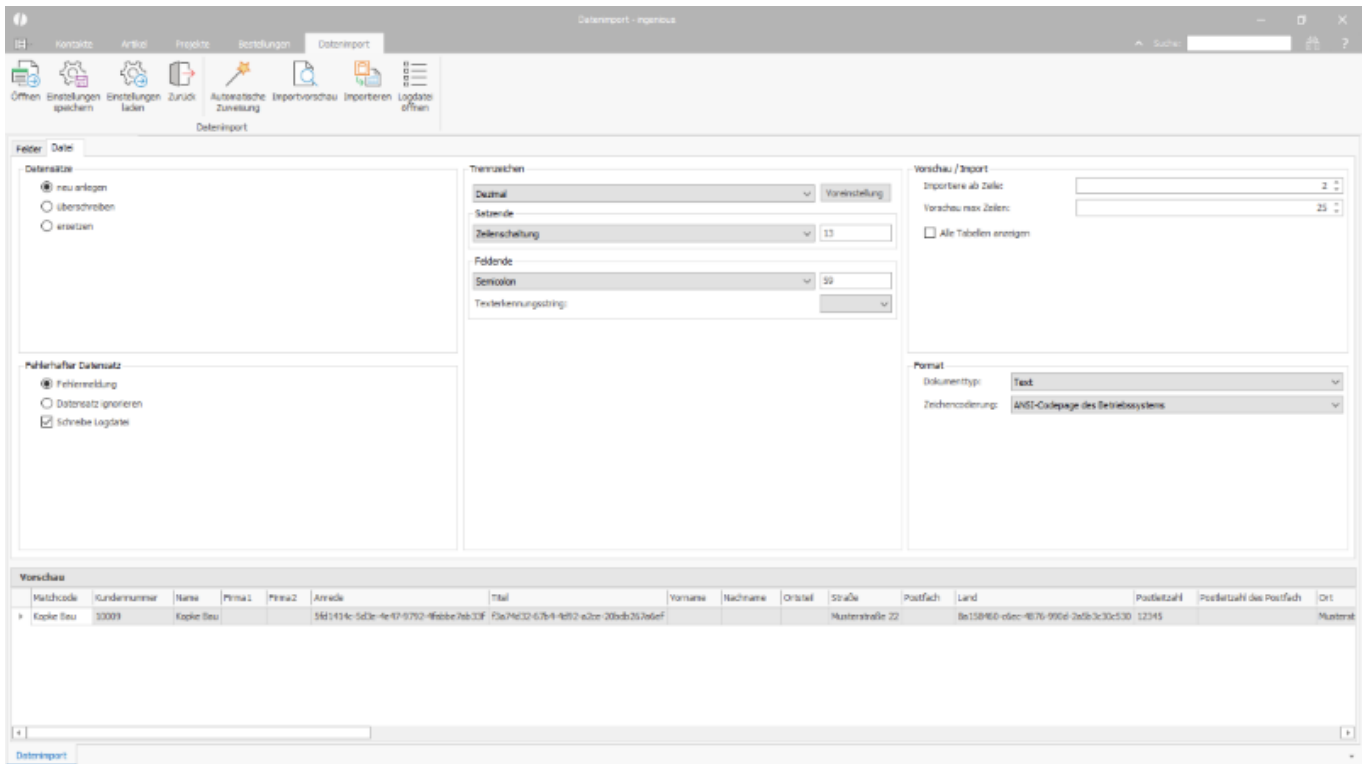 Datenimport - ingenious
Kontakte Artikel Projekte Bestellungen Datenimport Suche: ?
Öffnen Einstellungen speichern Einstellungen laden Zurück Automatische Zuweisung Importvorschau Importieren Logdatei öffnen
Datenimport
Felder Datei
Datensätze
neu anlegen
überschreiben
ersetzen
Trennzeichen
Dezimal Voreinstellung
Satzende
Zeilenschaltung 13
Feldende
Semicolon 59
Texterkennungsstring:
Vorschau / Import
Importiere ab Zeile: 2
Vorschau max Zeilen: 25
Alle Tabellen anzeigen
Fehlerhafter Datensatz
Fehlermeldung
Datensatz ignorieren
Schreibe Logdatei
Format
Dokumenttyp: Text
Zeichencodierung: ANSI-Codepage des Betriebssystems
Vorschau
Matchcode Kundennummer Name Firma1 Firma2 Anrede Titel Vorname Nachname Ortsteil Straße Postfach Land Postleitzahl Postleitzahl des Postfach Ort
Kopke Bau 10009 Kopke Bau Musterstraße 22 12345 Musterst
Datenimport